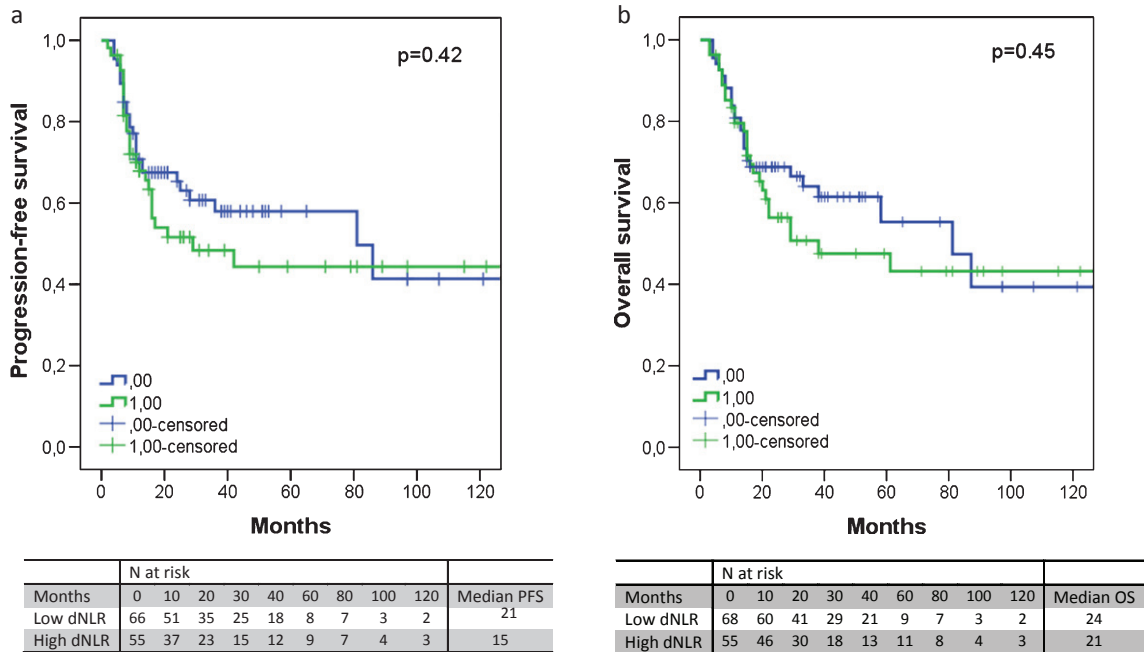 a
p=0.42
Progression-free survival
1,0
0,8
0,6
0,4
0,2
0,0
,00
1,00
,00-censored
1,00-censored
0 20 40 60 80 100 120
Months
N at risk
Months 0 10 20 30 40 60 80 100 120 Median PFS
Low dNLR 66 51 35 25 18 8 7 3 2 21
High dNLR 55 37 23 15 12 9 7 4 3 15
b
p=0.45
Overall survival
1,0
0,8
0,6
0,4
0,2
0,0
,00
1,00
,00-censored
1,00-censored
0 20 40 60 80 100 120
Months
N at risk
Months 0 10 20 30 40 60 80 100 120 Median OS
Low dNLR 68 60 41 29 21 9 7 3 2 24
High dNLR 55 46 30 18 13 11 8 4 3 21